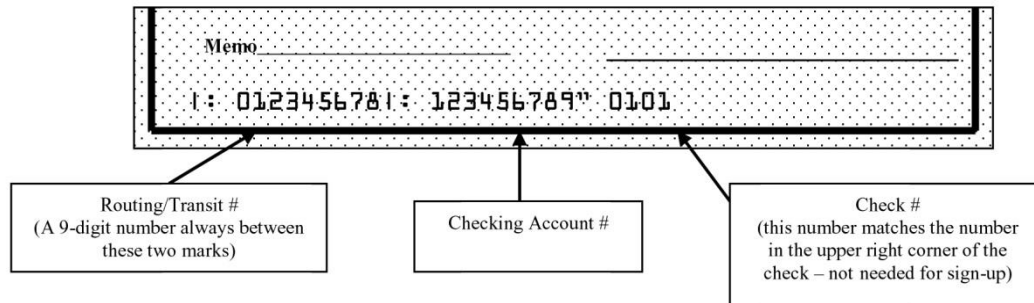 Memo
|: 012345678|: 123456789" 0101
Routing/Transit #
(A 9-digit number always between
these two marks)
Checking Account #
Check #
(this number matches the number
in the upper right corner of the
check – not needed for sign-up)